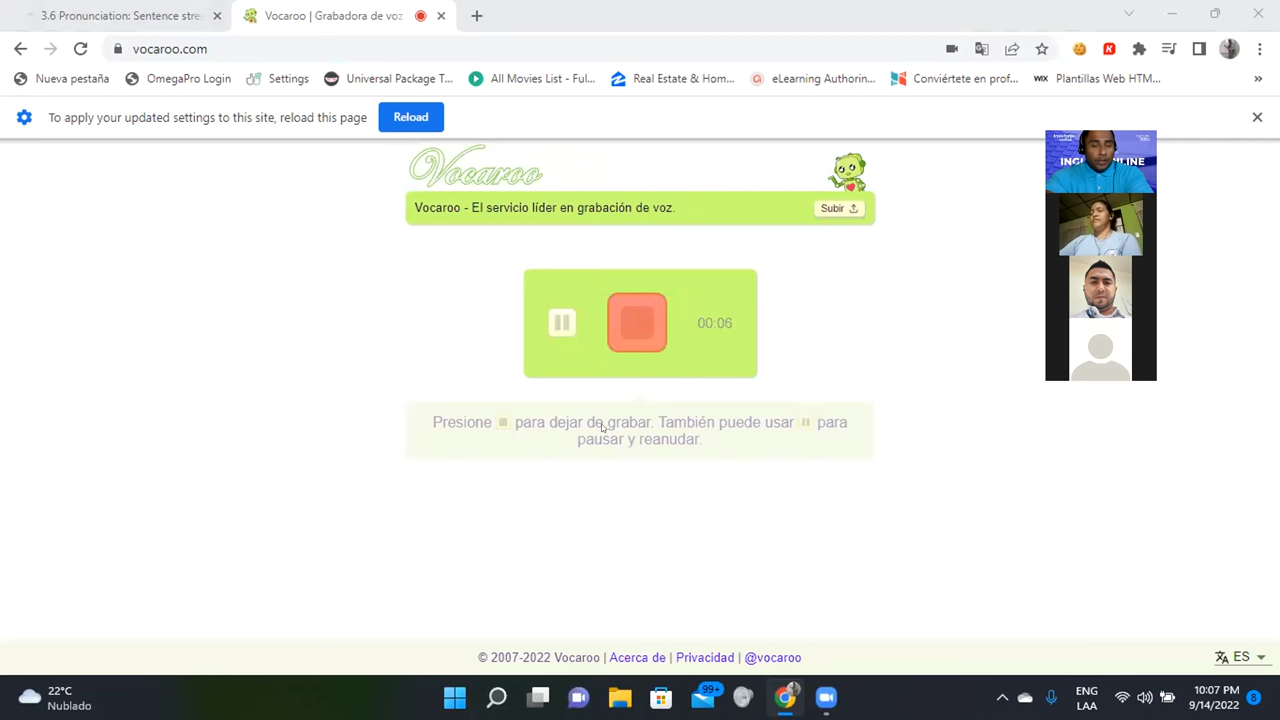 3.6 Pronunciation: Sentence stre
Vocaroo | Grabadora de voz
vocaroo.com
Nueva pestaña
OmegaPro Login
Settings
Universal Package T...
All Movies List - Ful...
Real Estate & Hom...
eLearning Authorin...
Conviértete en prof...
WIX Plantillas Web HTM...
To apply your updated settings to this site, reload this page
Reload
Vocaroo
Vocaroo - El servicio líder en grabación de voz.
Subir
00:06
Presione para dejar de grabar. También puede usar para
pausar y reanudar.
© 2007-2022 Vocaroo | Acerca de | Privacidad | @vocaroo
ES
22°C
Nublado
99+
ENG
LAA
10:07 PM
9/14/2022
8